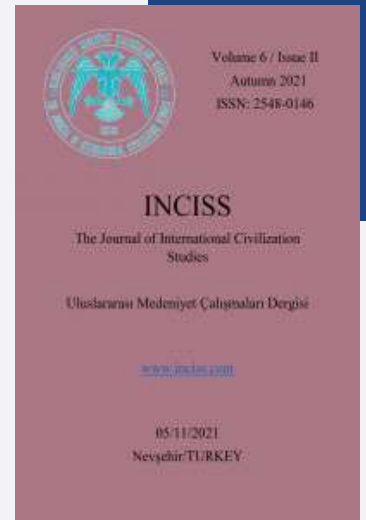 Volume 6 / Issue II
Autumn 2021
ISSN: 2548-0146
INCISS
The Journal of International Civilization
Studies
Uluslararası Medeniyet Çalışmaları Dergisi
www.inciss.com
05/11/2021
Nevşehir/TURKEY